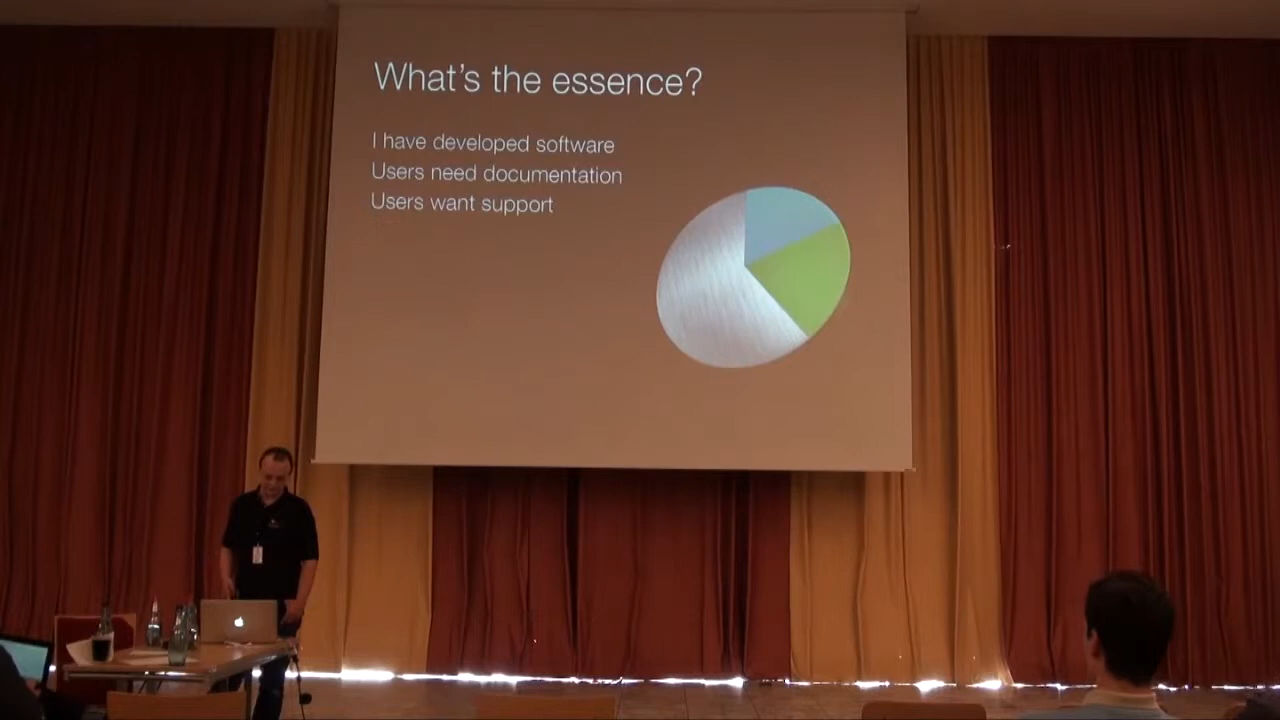 What's the essence?
I have developed software
Users need documentation
Users want support